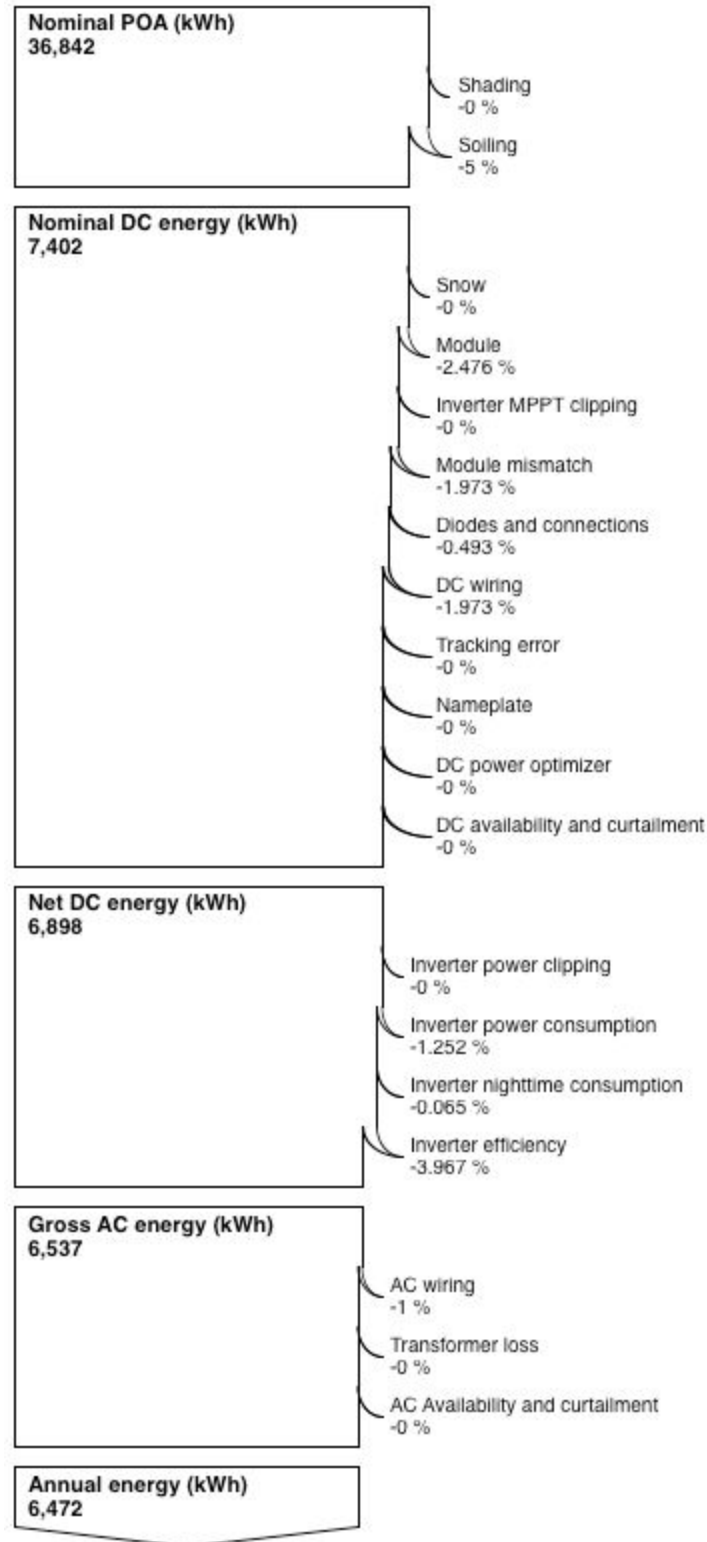 Nominal POA (kWh)
36,842
Shading
-0 %
Soiling
-5 %
Nominal DC energy (kWh)
7,402
Snow
-0 %
Module
-2.476 %
Inverter MPPT clipping
-0 %
Module mismatch
-1.973 %
Diodes and connections
-0.493 %
DC wiring
-1.973 %
Tracking error
-0 %
Nameplate
-0 %
DC power optimizer
-0 %
DC availability and curtailment
-0 %
Net DC energy (kWh)
6,898
Inverter power clipping
-0 %
Inverter power consumption
-1.252 %
Inverter nighttime consumption
-0.065 %
Inverter efficiency
-3.967 %
Gross AC energy (kWh)
6,537
AC wiring
-1 %
Transformer loss
-0 %
AC Availability and curtailment
-0 %
Annual energy (kWh)
6,472